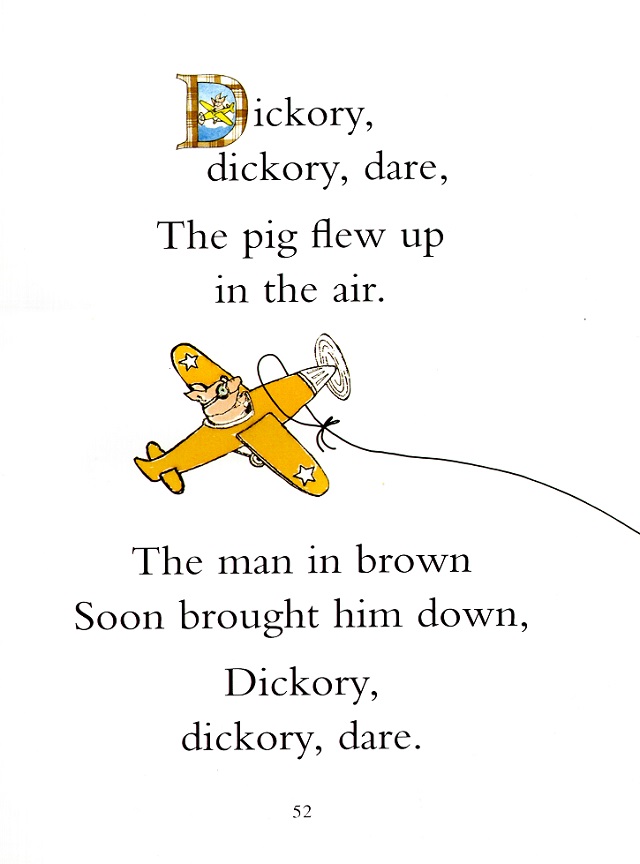 Dickory,
dickory, dare,
The pig flew up
in the air.
The man in brown
Soon brought him down,
Dickory,
dickory, dare.
52